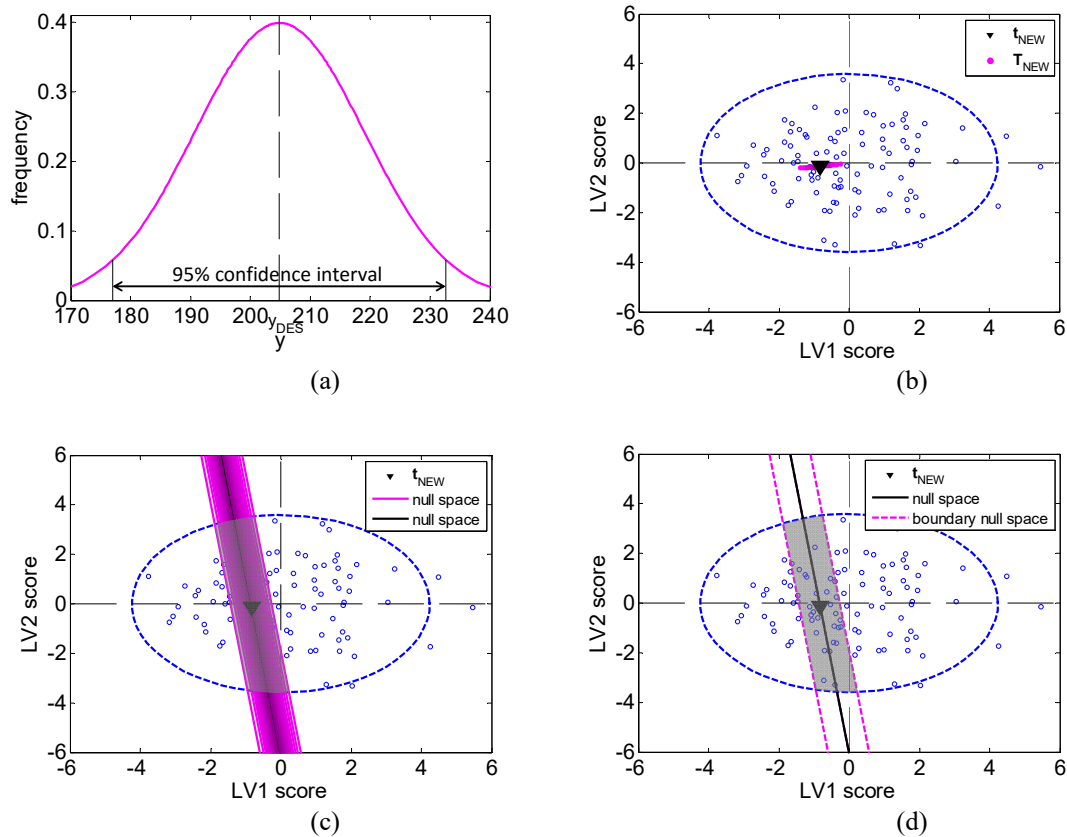 0.4
0.3
0.2
0.1
0
frequency
95% confidence interval
170 180 190 200 y_DES 210 220 230 240
y
(a)
6
4
2
0
-2
-4
-6
LV2 score
t_NEW
T_NEW
-6 -4 -2 0 2 4 6
LV1 score
(b)
6
4
2
0
-2
-4
-6
LV2 score
t_NEW
null space
null space
-6 -4 -2 0 2 4 6
LV1 score
(c)
6
4
2
0
-2
-4
-6
LV2 score
t_NEW
null space
boundary null space
-6 -4 -2 0 2 4 6
LV1 score
(d)